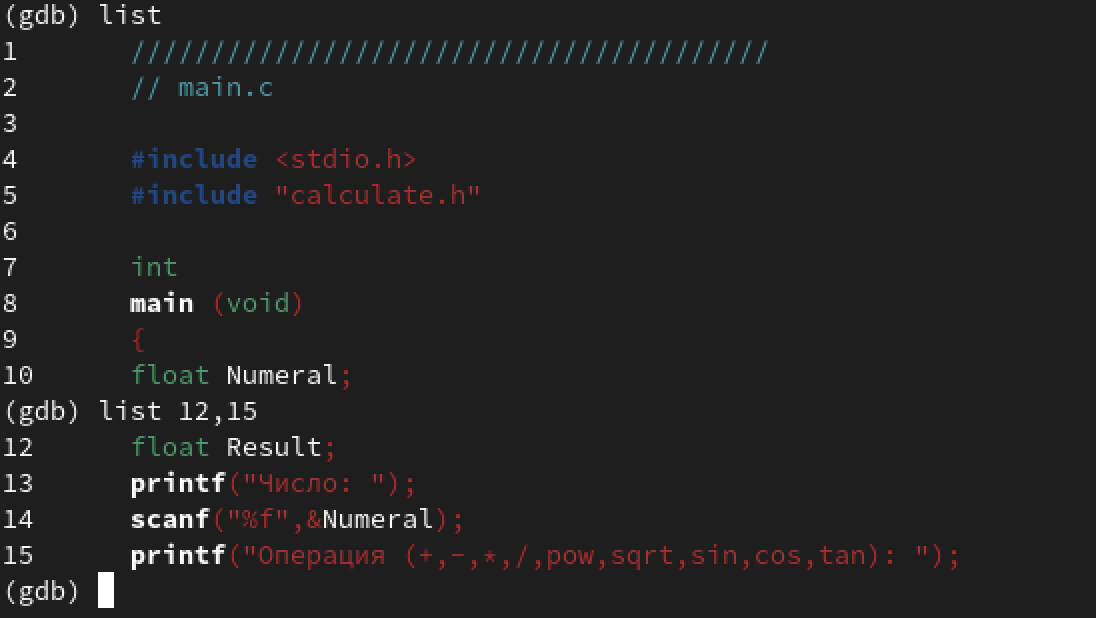 (gdb) list
1 ////////////////////////////////////////
2 // main.c
3
4 #include <stdio.h>
5 #include "calculate.h"
6
7 int
8 main (void)
9 {
10 float Numeral;
(gdb) list 12,15
12 float Result;
13 printf("Число: ");
14 scanf("%f",&Numeral);
15 printf("Операция (+,-,*,/,pow,sqrt,sin,cos,tan): ");
(gdb)